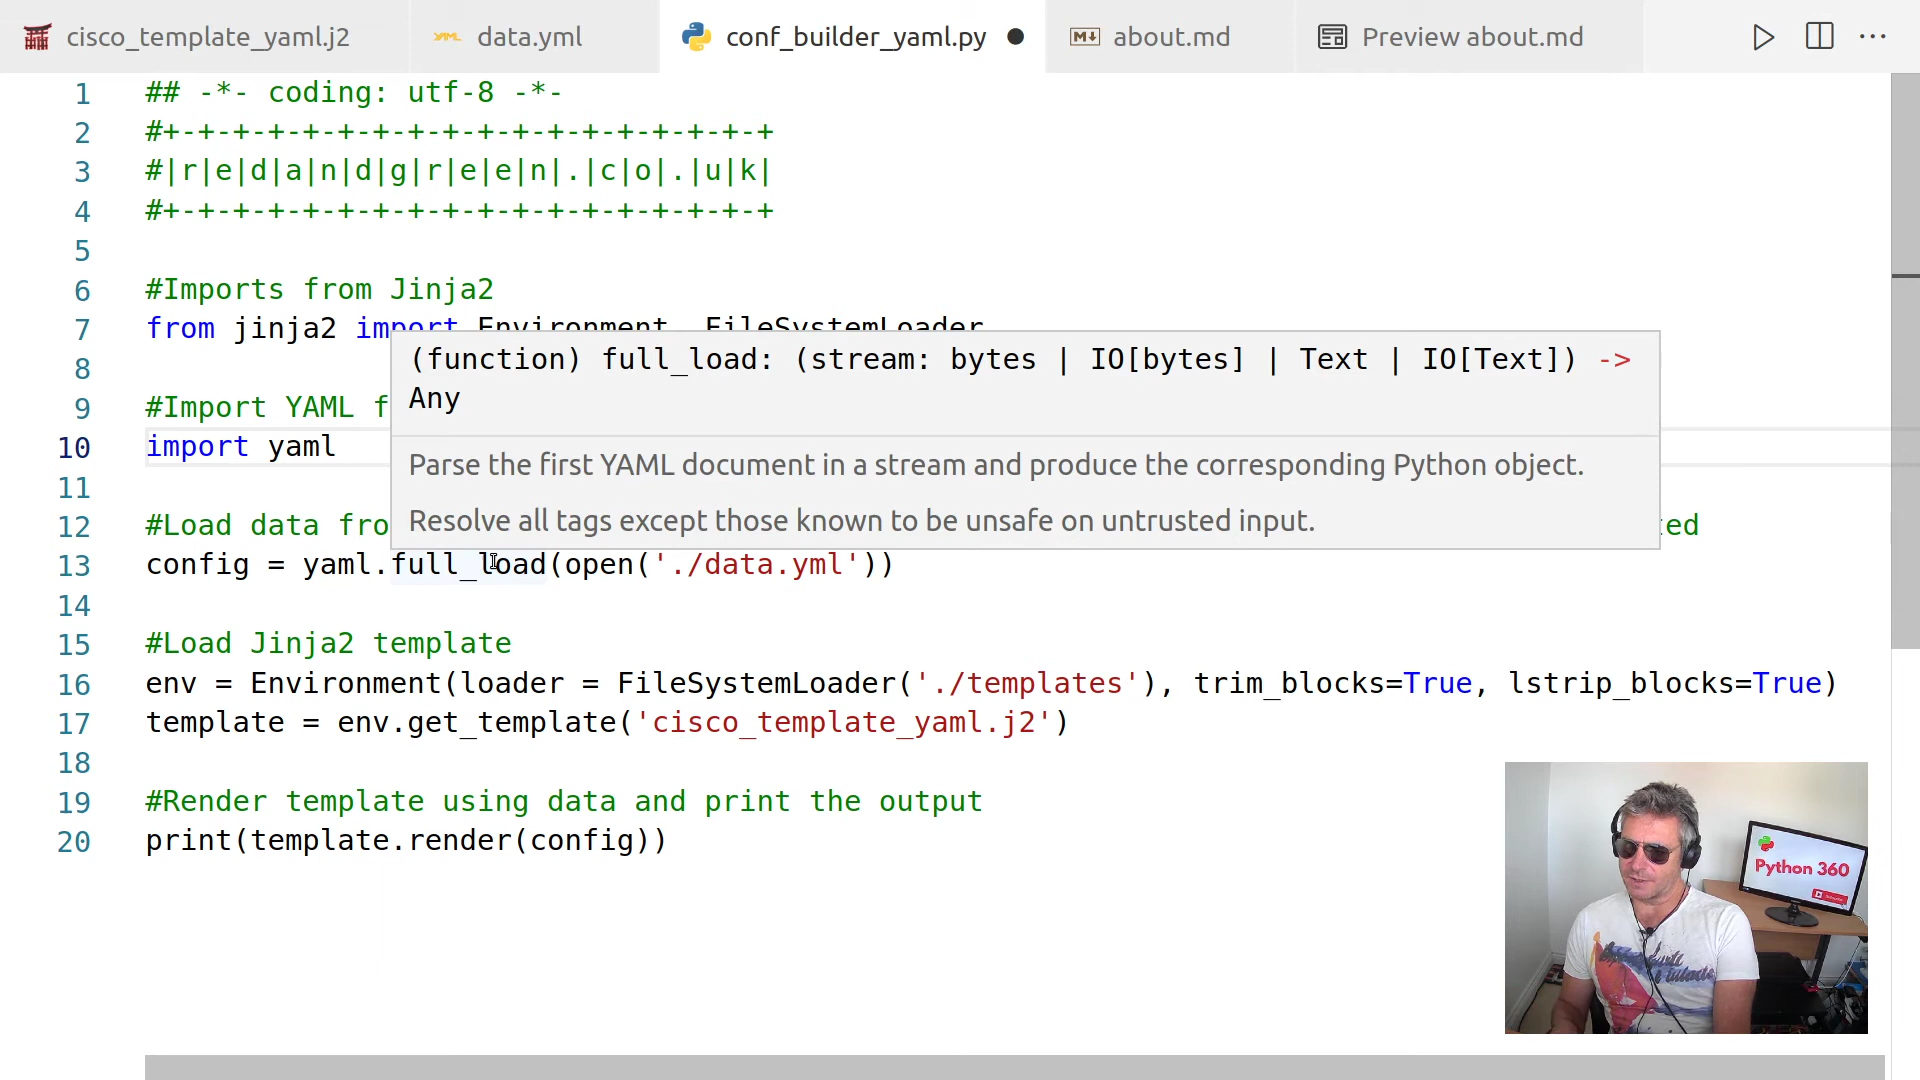 cisco_template_yaml.j2 data.yml conf_builder_yaml.py about.md Preview about.md
1 ## -*- coding: utf-8 -*-
2 #+-+-+-+-+-+-+-+-+-+-+-+-+-+-+-+-+-+
3 #|r|e|d|a|n|d|g|r|e|e|n|.|c|o|.|u|k|
4 #+-+-+-+-+-+-+-+-+-+-+-+-+-+-+-+-+-+
5
6 #Imports from Jinja2
7 from jinja2 import Environment, FileSystemLoader
8
(function) full_load: (stream: bytes | IO[bytes] | Text | IO[Text]) ->
Any
9 #Import YAML f
10 import yaml
Parse the first YAML document in a stream and produce the corresponding Python object.
11
Resolve all tags except those known to be unsafe on untrusted input.
12 #Load data fro ted
13 config = yaml.full_load(open('./data.yml'))
14
15 #Load Jinja2 template
16 env = Environment(loader = FileSystemLoader('./templates'), trim_blocks=True, lstrip_blocks=True)
17 template = env.get_template('cisco_template_yaml.j2')
18
19 #Render template using data and print the output
20 print(template.render(config))
Python 360